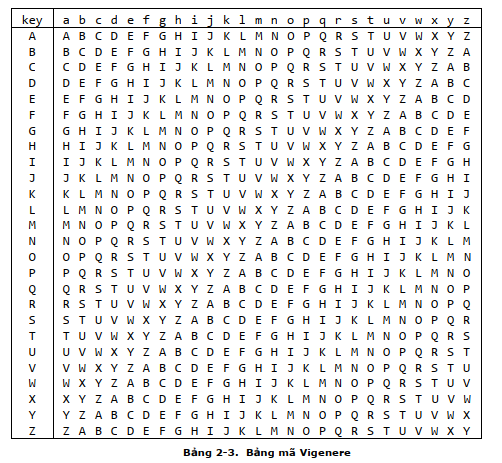 key a b c d e f g h i j k l m n o p q r s t u v w x y z
A A B C D E F G H I J K L M N O P Q R S T U V W X Y Z
B B C D E F G H I J K L M N O P Q R S T U V W X Y Z A
C C D E F G H I J K L M N O P Q R S T U V W X Y Z A B
D D E F G H I J K L M N O P Q R S T U V W X Y Z A B C
E E F G H I J K L M N O P Q R S T U V W X Y Z A B C D
F F G H I J K L M N O P Q R S T U V W X Y Z A B C D E
G G H I J K L M N O P Q R S T U V W X Y Z A B C D E F
H H I J K L M N O P Q R S T U V W X Y Z A B C D E F G
I I J K L M N O P Q R S T U V W X Y Z A B C D E F G H
J J K L M N O P Q R S T U V W X Y Z A B C D E F G H I
K K L M N O P Q R S T U V W X Y Z A B C D E F G H I J
L L M N O P Q R S T U V W X Y Z A B C D E F G H I J K
M M N O P Q R S T U V W X Y Z A B C D E F G H I J K L
N N O P Q R S T U V W X Y Z A B C D E F G H I J K L M
O O P Q R S T U V W X Y Z A B C D E F G H I J K L M N
P P Q R S T U V W X Y Z A B C D E F G H I J K L M N O
Q Q R S T U V W X Y Z A B C D E F G H I J K L M N O P
R R S T U V W X Y Z A B C D E F G H I J K L M N O P Q
S S T U V W X Y Z A B C D E F G H I J K L M N O P Q R
T T U V W X Y Z A B C D E F G H I J K L M N O P Q R S
U U V W X Y Z A B C D E F G H I J K L M N O P Q R S T
V V W X Y Z A B C D E F G H I J K L M N O P Q R S T U
W W X Y Z A B C D E F G H I J K L M N O P Q R S T U V
X X Y Z A B C D E F G H I J K L M N O P Q R S T U V W
Y Y Z A B C D E F G H I J K L M N O P Q R S T U V W X
Z Z A B C D E F G H I J K L M N O P Q R S T U V W X Y
Bảng 2-3. Bảng mã Vigenere